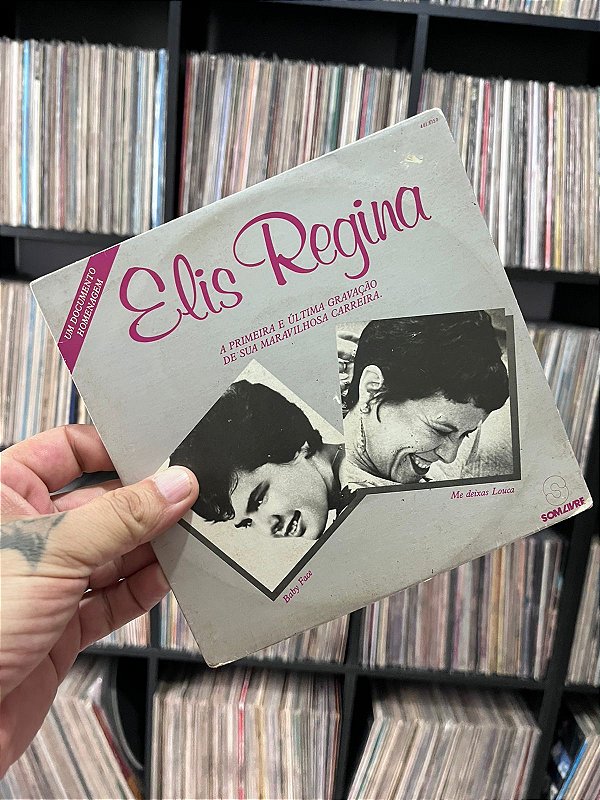 Elis Regina
UM DOCUMENTO
HOMENAGEM
A PRIMEIRA E ÚLTIMA GRAVAÇÃO
DE SUA MARAVILHOSA CARREIRA.
Baby Face
Me deixas Louca
SOM LIVRE